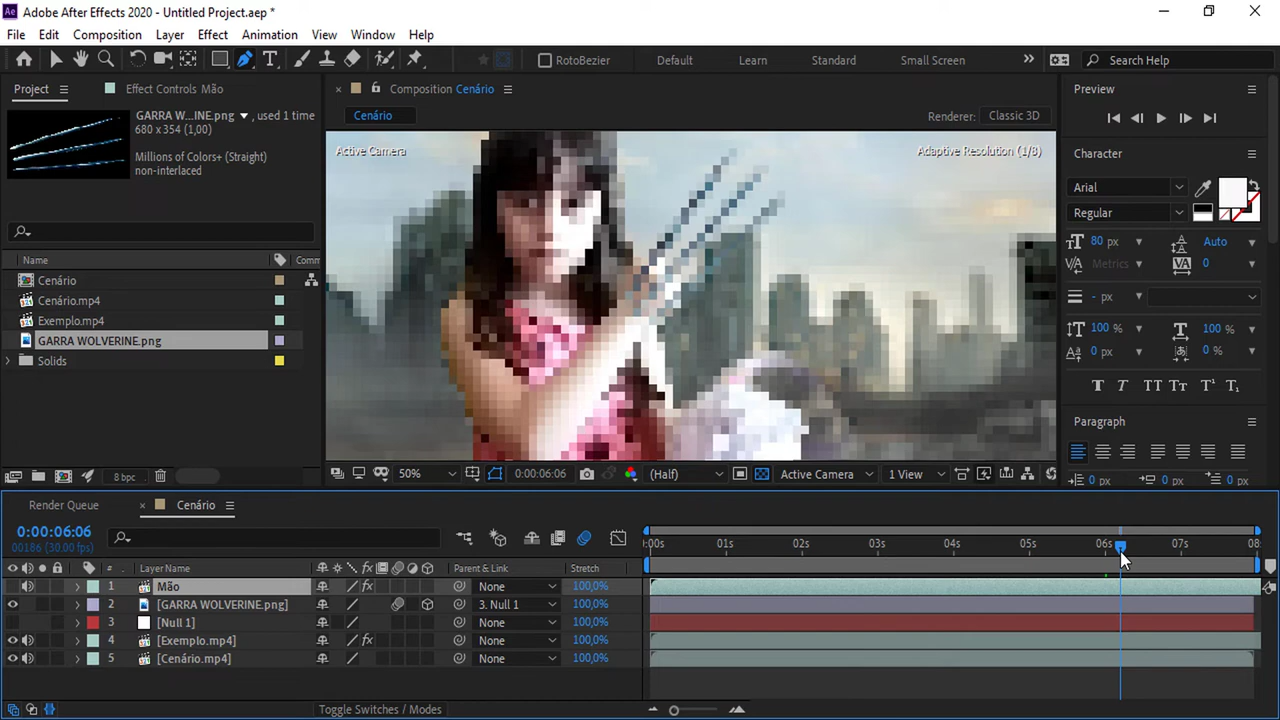 Adobe After Effects 2020 - Untitled Project.aep *
File Edit Composition Layer Effect Animation View Window Help
RotoBezier Default Learn Standard Small Screen Search Help
Project Effect Controls Mão
GARRA W...INE.png, used 1 time
680 x 354 (1,00)
Millions of Colors+ (Straight)
non-interlaced
Name Comm
Cenário
Cenário.mp4
Exemplo.mp4
GARRA WOLVERINE.png
Solids
8 bpc
Composition Cenário
Cenário
Renderer: Classic 3D
Active Camera Adaptive Resolution (1/8)
50% 0:00:06:06 (Half) Active Camera 1 View
Preview
Character
Arial
Regular
80 px Auto
Metrics 0
- px
100 % 100 %
0 px 0 %
T T TT Tt T¹ T₁
Paragraph
0 px 0 px 0 px
Render Queue Cenário
0:00:06:06
00186 (30.00 fps)
:00s 01s 02s 03s 04s 05s 06s 07s 08:
# Layer Name Parent & Link Stretch
1 Mão None 100,0%
2 [GARRA WOLVERINE.png] 3. Null 1 100,0%
3 [Null 1] None 100,0%
4 [Exemplo.mp4] None 100,0%
5 [Cenário.mp4] None 100,0%
Toggle Switches / Modes